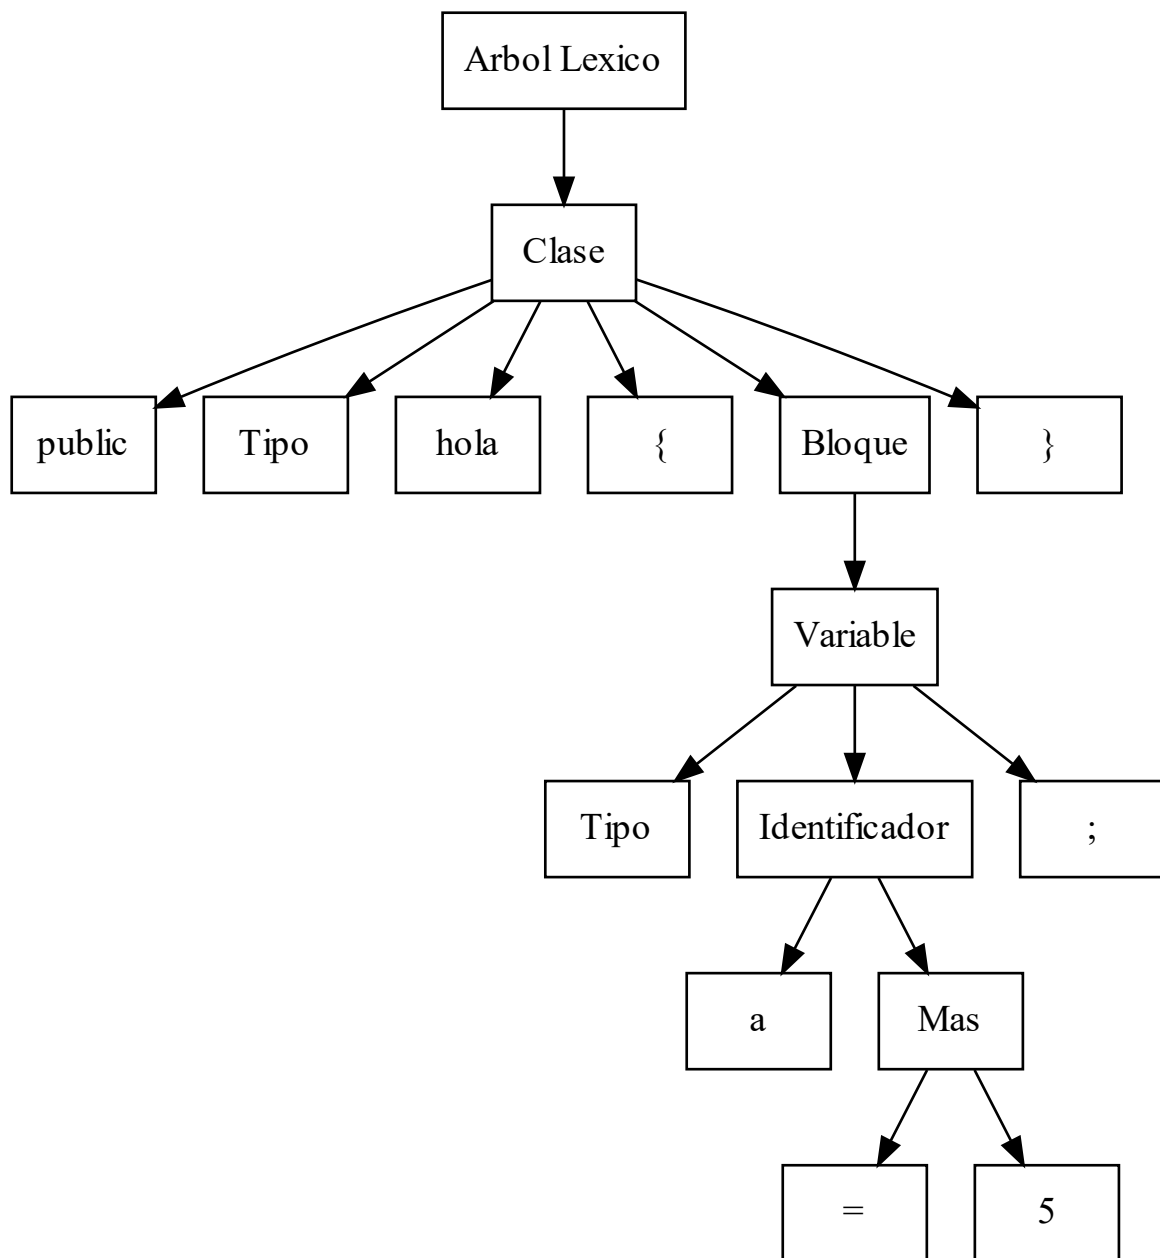 Arbol Lexico
Clase
public
Tipo
hola
{
Bloque
}
Variable
Tipo
Identificador
;
a
Mas
=
5